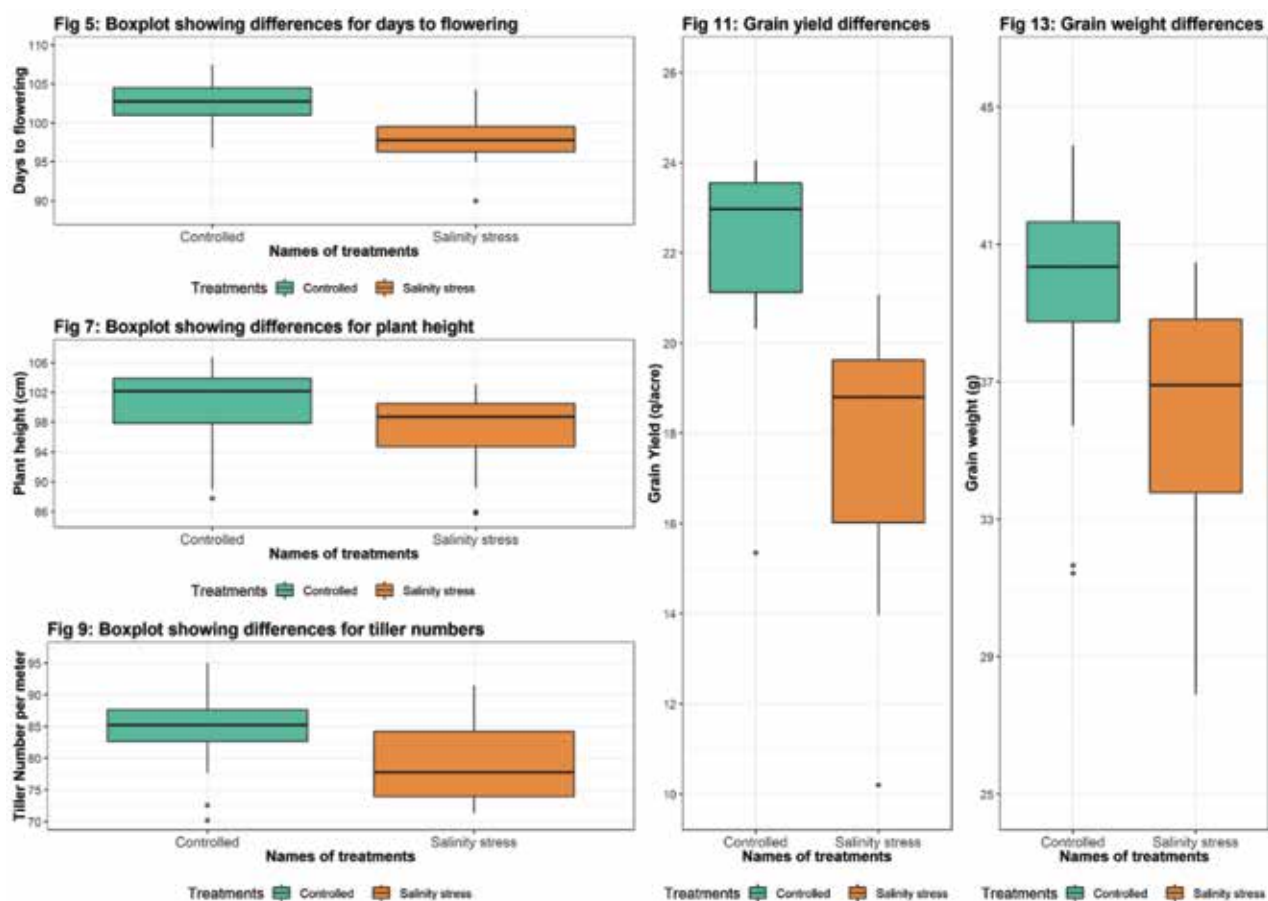 Fig 5: Boxplot showing differences for days to flowering
110
105
100
95
90
Days to flowering
Controlled
Salinity stress
Names of treatments
Treatments Controlled Salinity stress
Fig 7: Boxplot showing differences for plant height
106
102
98
94
90
86
Plant height (cm)
Controlled
Salinity stress
Names of treatments
Treatments Controlled Salinity stress
Fig 9: Boxplot showing differences for tiller numbers
95
90
85
80
75
70
Tiller Number per meter
Controlled
Salinity stress
Names of treatments
Treatments Controlled Salinity stress
Fig 11: Grain yield differences
26
24
22
20
18
16
14
12
10
Grain Yield (q/acre)
Controlled
Salinity stress
Names of treatments
Treatments Controlled Salinity stress
Fig 13: Grain weight differences
45
41
37
33
29
25
Grain weight (g)
Controlled
Salinity stress
Names of treatments
Treatments Controlled Salinity stress